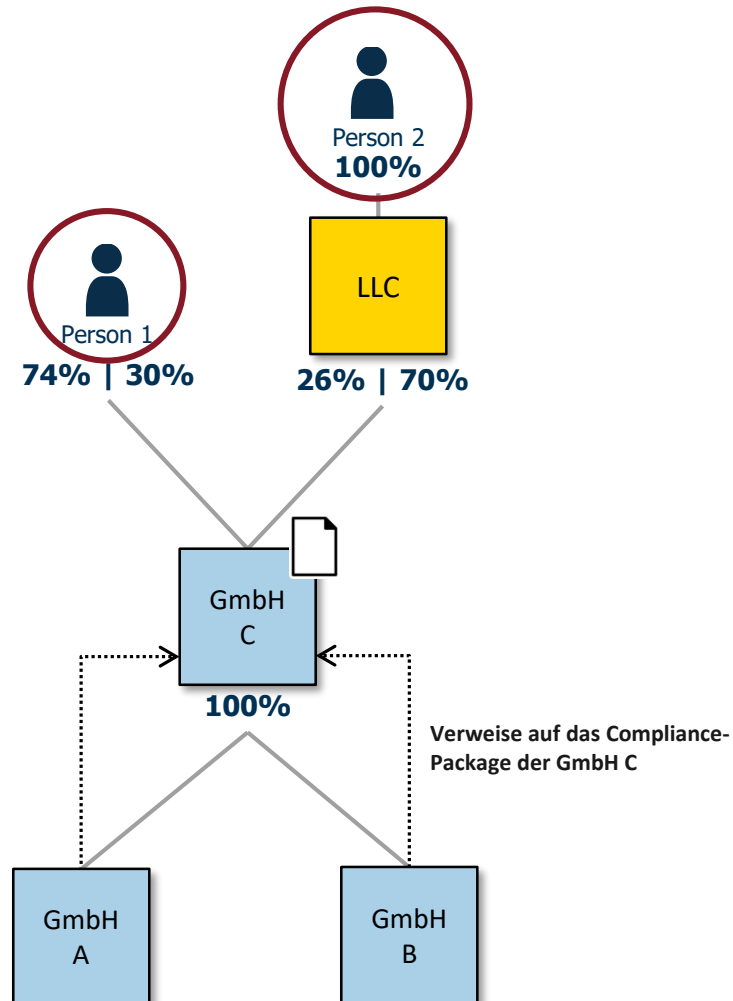 Person 2
100%
LLC
Person 1
74% | 30%
26% | 70%
GmbH
C
100%
Verweise auf das Compliance-
Package der GmbH C
GmbH
A
GmbH
B